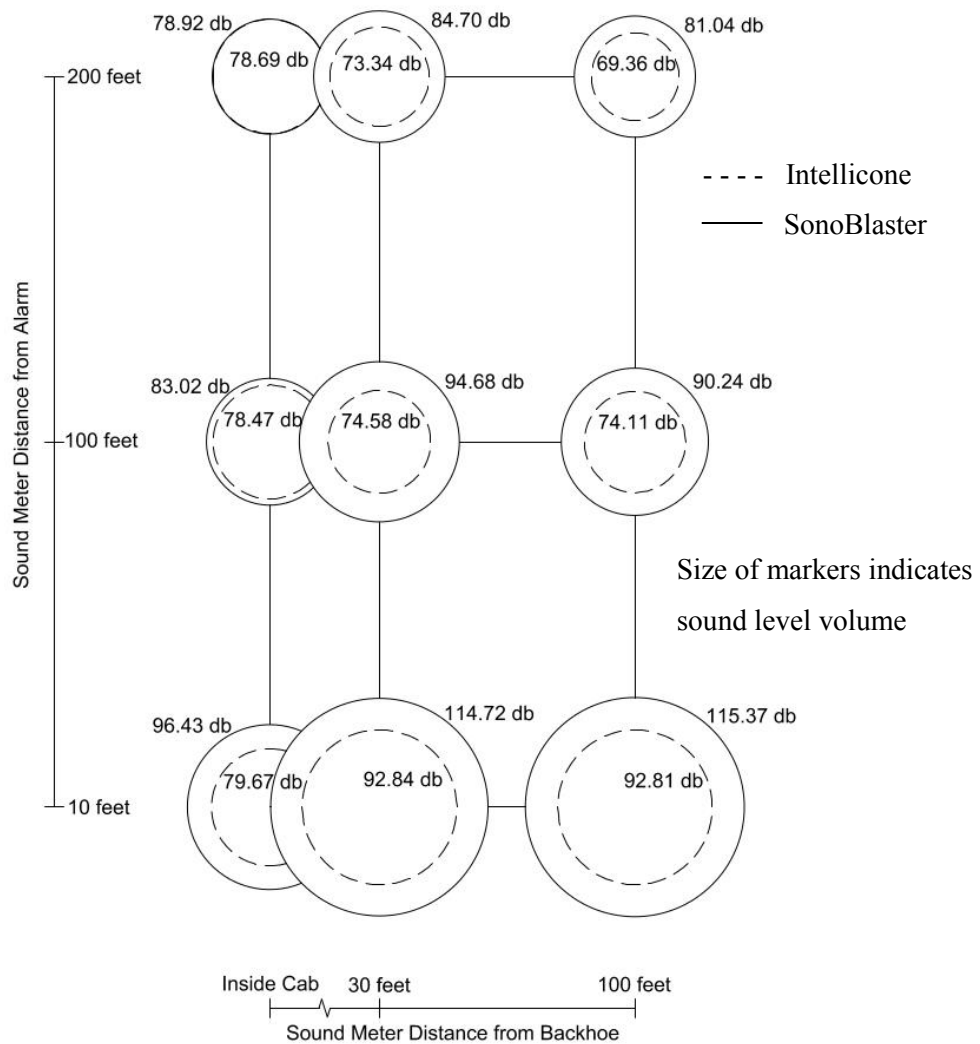 78.92 db
84.70 db
81.04 db
78.69 db
73.34 db
69.36 db
200 feet
---- Intellicone
—— SonoBlaster
Sound Meter Distance from Alarm
83.02 db
94.68 db
90.24 db
78.47 db
74.58 db
74.11 db
100 feet
Size of markers indicates
sound level volume
96.43 db
114.72 db
115.37 db
79.67 db
92.84 db
92.81 db
10 feet
Inside Cab
30 feet
100 feet
Sound Meter Distance from Backhoe